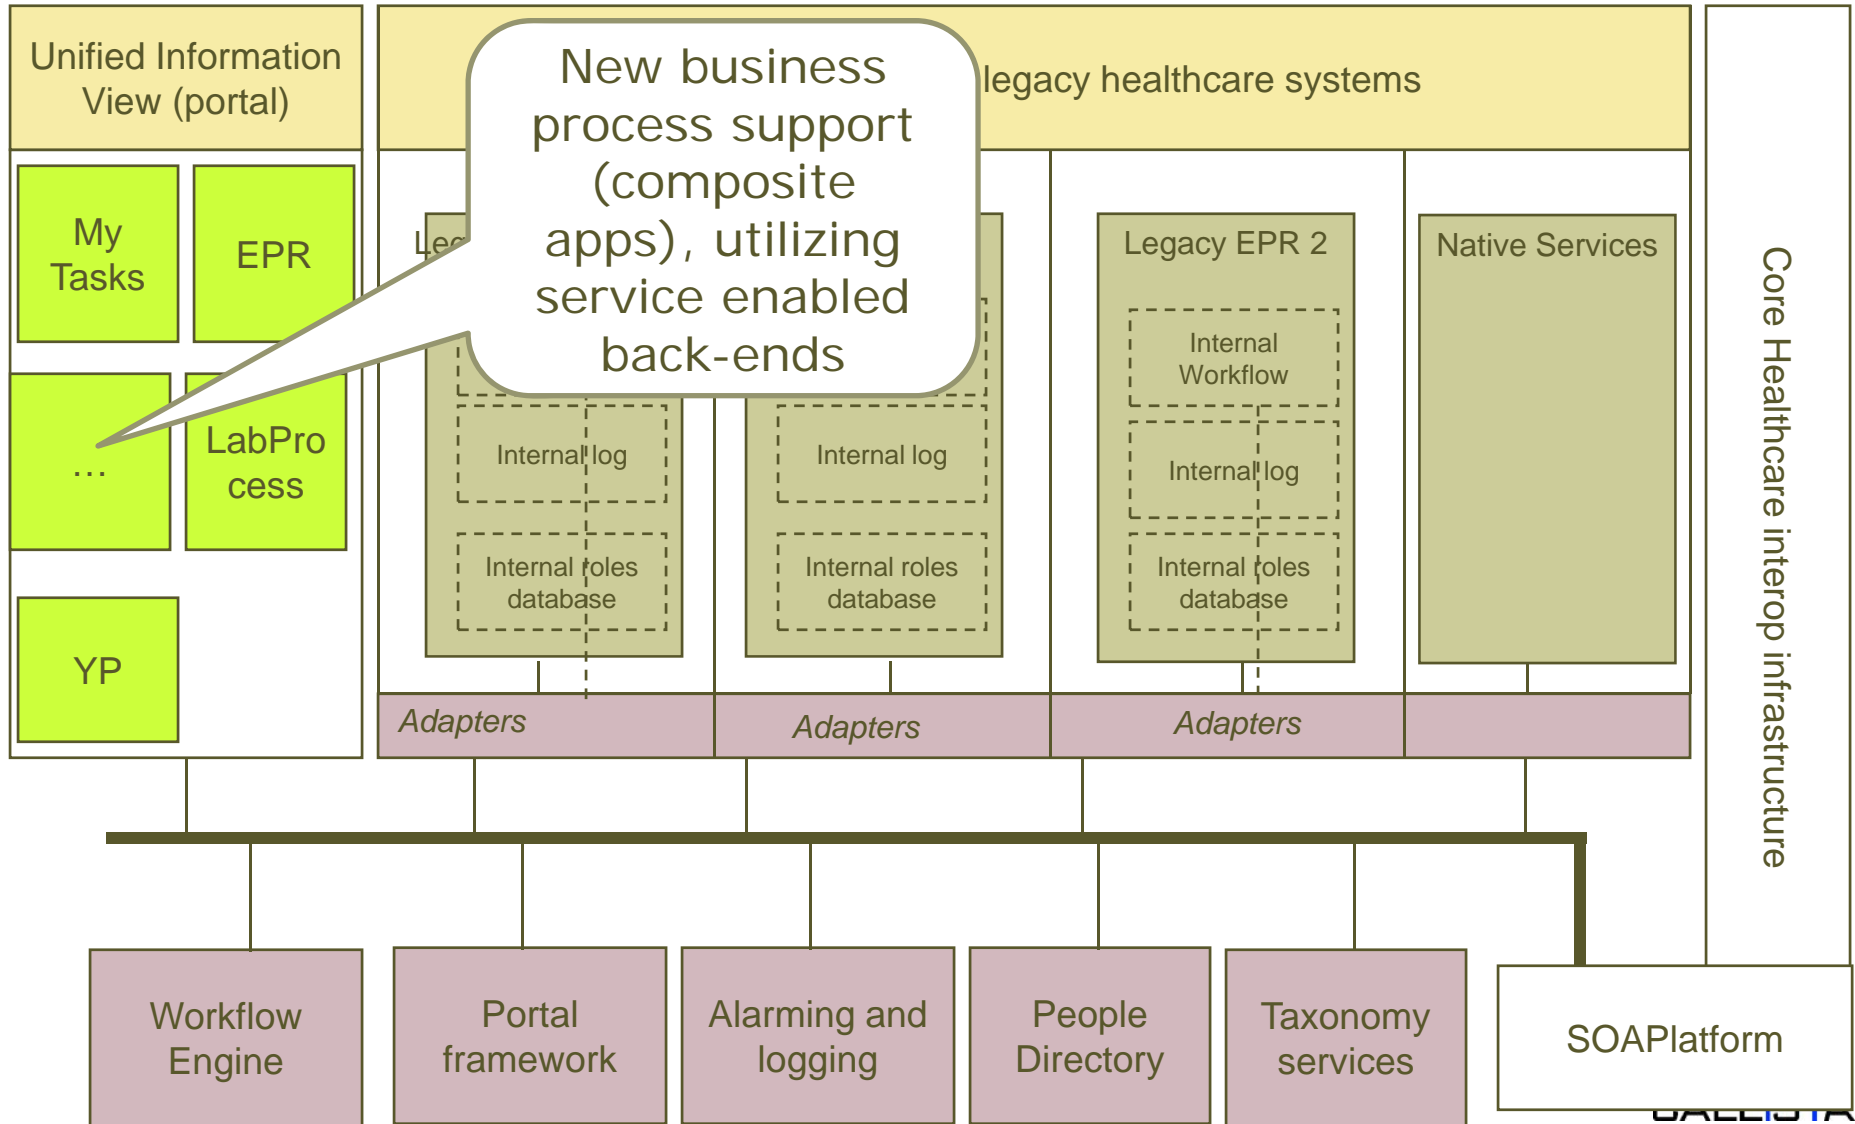 Unified Information
View (portal)
legacy healthcare systems
New business
process support
(composite
apps), utilizing
service enabled
back-ends
My
Tasks
EPR
...
LabPro
cess
YP
Internal log
Internal roles
database
Adapters
Internal log
Internal roles
database
Adapters
Legacy EPR 2
Internal
Workflow
Internal log
Internal roles
database
Adapters
Native Services
Core Healthcare interop infrastructure
Workflow
Engine
Portal
framework
Alarming and
logging
People
Directory
Taxonomy
services
SOAPlatform